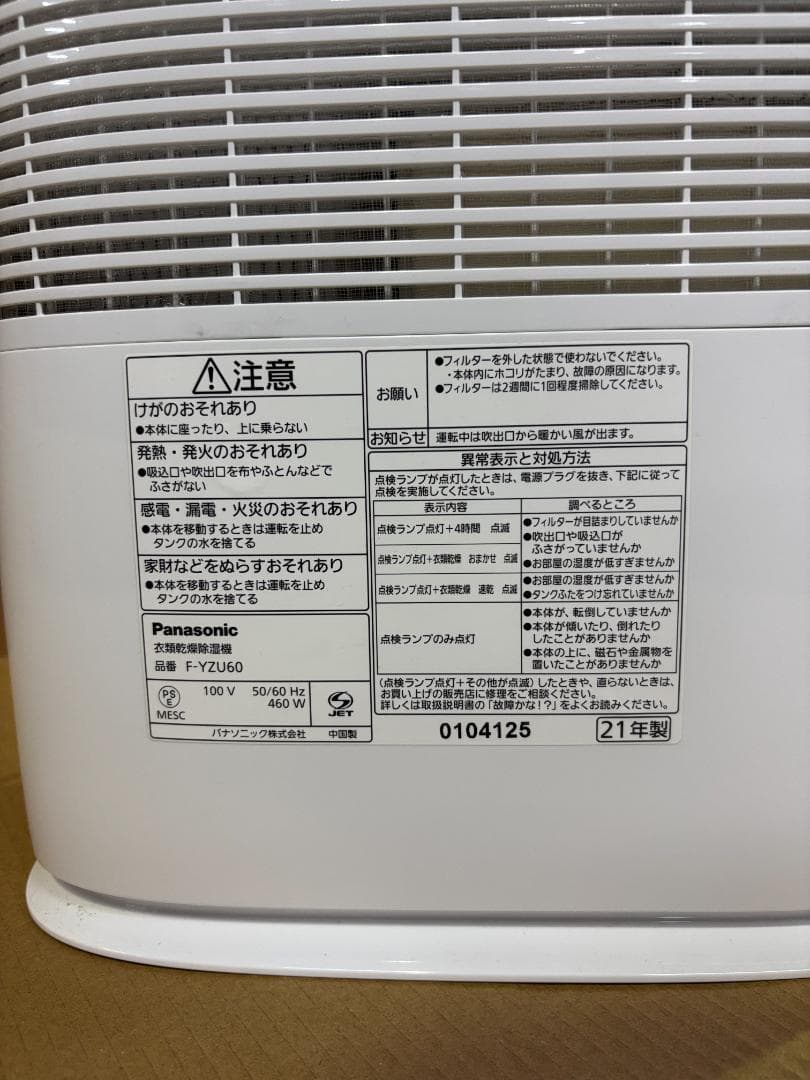 注意
けがのおそれあり
●本体に座ったり、上に乗らない
発熱・発火のおそれあり
●吸込口や吹出口を布やふとんなどで
ふさがない
感電・漏電・火災のおそれあり
●本体を移動するときは運転を止め
タンクの水を捨てる
家財などをぬらすおそれあり
●本体を移動するときは運転を止め
タンクの水を捨てる
Panasonic
衣類乾燥除湿機
品番 F-YZU60
PS
E
MESC
100 V 50/60 Hz
460 W
JET
パナソニック株式会社 中国製
お願い
●フィルターを外した状態で使わないでください。
・本体内にホコリがたまり、故障の原因になります。
●フィルターは2週間に1回程度掃除してください。
お知らせ 運転中は吹出口から暖かい風が出ます。
異常表示と対処方法
点検ランプが点灯したときは、電源プラグを抜き、下記に従って
点検を実施してください。
表示内容 調べるところ
点検ランプ点灯+4時間 点滅
●フィルターが目詰まりしていませんか
●吹出口や吸込口が
ふさがっていませんか
点検ランプ点灯+衣類乾燥 おまかせ 点滅
●お部屋の湿度が低すぎませんか
点検ランプ点灯+衣類乾燥 速乾 点滅
●お部屋の湿度が低すぎませんか
●タンクふたをつけ忘れていませんか
点検ランプのみ点灯
●本体が、転倒していませんか
●本体が傾いたり、倒れたり
したことがありませんか
●本体の上に、磁石や金属物を
置いたことがありませんか
(点検ランプ点灯+その他が点滅)したときや、直らないときは、
お買い上げの販売店に修理をご相談ください。
詳しくは取扱説明書の「故障かな!?」をよくお読みください。
0104125 21年製